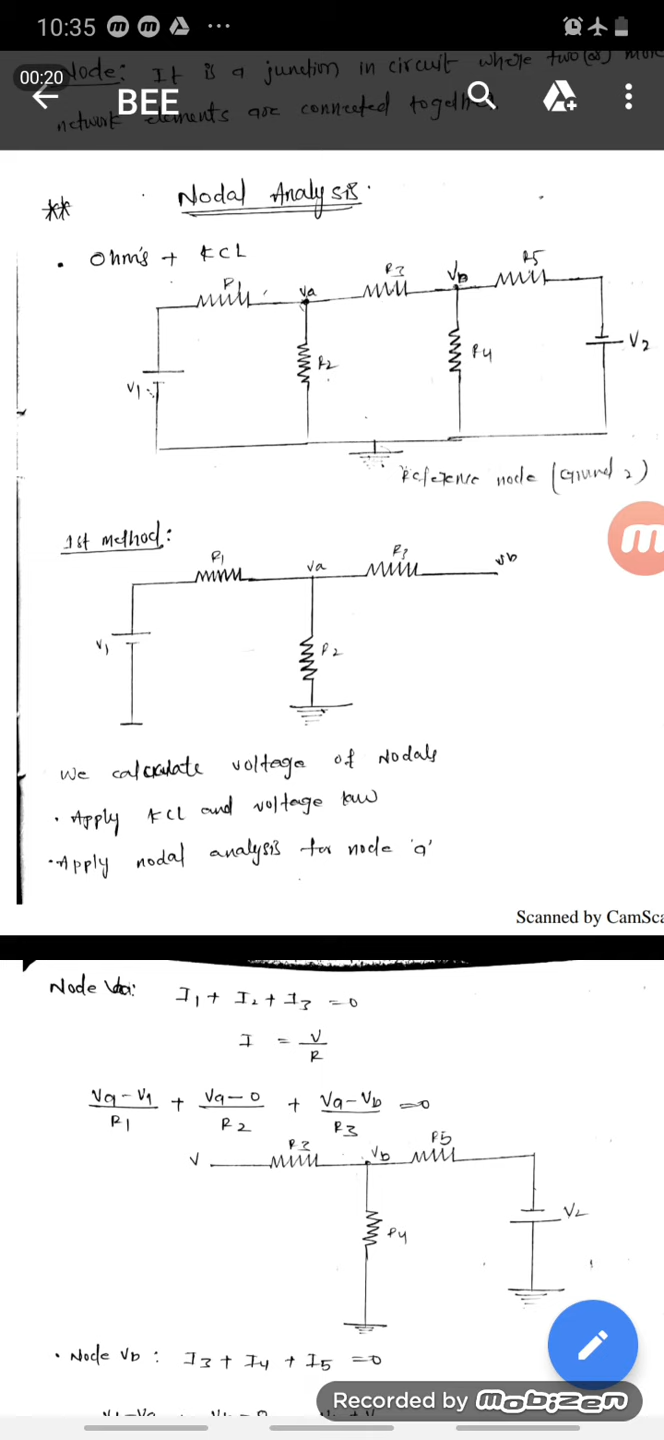 10:35
Node: It is a junction in circuit where two (or) more
00:20
BEE
network elements are connected together
** Nodal Analysis.
• Ohm's + KCL
R1 Va R3 Vb R5
R2 R4 V2
V1
Reference node (Ground)
1st method:
R1 Va R3 Vb
V1 R2
We calculate voltage of Nodals
• Apply KCL and voltage law
• Apply nodal analysis for node 'a'
Scanned by CamSca
Node Va: I1 + I2 + I3 = 0
I = V/R
Va-V1/R1 + Va-0/R2 + Va-Vb/R3 = 0
V R3 Vb R5
R4 V2
• Node Vb : I3 + I4 + I5 = 0
Recorded by mobizen